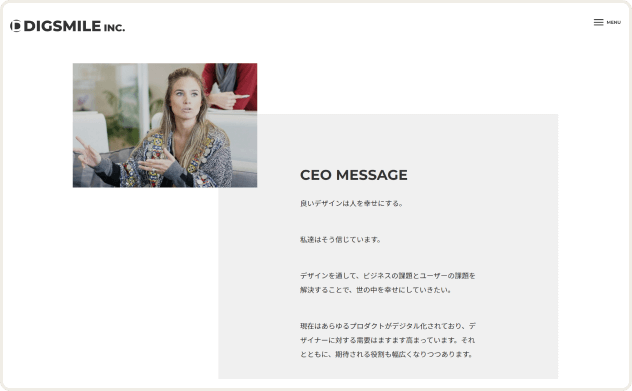 DIGSMILE INC.
MENU
CEO MESSAGE
良いデザインは人を幸せにする。
私達はそう信じています。
デザインを通して、ビジネスの課題とユーザーの課題を
解決することで、世の中を幸せにしていきたい。
現在はあらゆるプロダクトがデジタル化されており、デ
ザイナーに対する需要はますます高まっています。それ
とともに、期待される役割も幅広くなりつつあります。